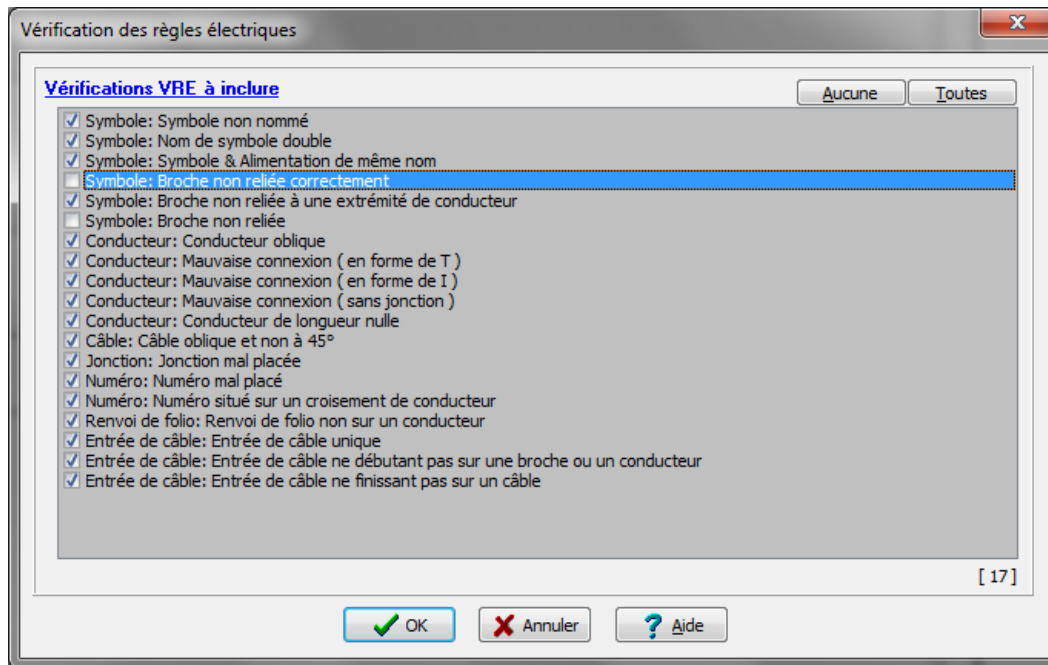 Vérification des règles électriques
Vérifications VRE à inclure
Aucune
Toutes
Symbole: Symbole non nommé
Symbole: Nom de symbole double
Symbole: Symbole & Alimentation de même nom
Symbole: Broche non reliée correctement
Symbole: Broche non reliée à une extrémité de conducteur
Symbole: Broche non reliée
Conducteur: Conducteur oblique
Conducteur: Mauvaise connexion ( en forme de T )
Conducteur: Mauvaise connexion ( en forme de I )
Conducteur: Mauvaise connexion ( sans jonction )
Conducteur: Conducteur de longueur nulle
Câble: Câble oblique et non à 45°
Jonction: Jonction mal placée
Numéro: Numéro mal placé
Numéro: Numéro situé sur un croisement de conducteur
Renvoi de folio: Renvoi de folio non sur un conducteur
Entrée de câble: Entrée de câble unique
Entrée de câble: Entrée de câble ne débutant pas sur une broche ou un conducteur
Entrée de câble: Entrée de câble ne finissant pas sur un câble
[ 17 ]
OK
Annuler
Aide